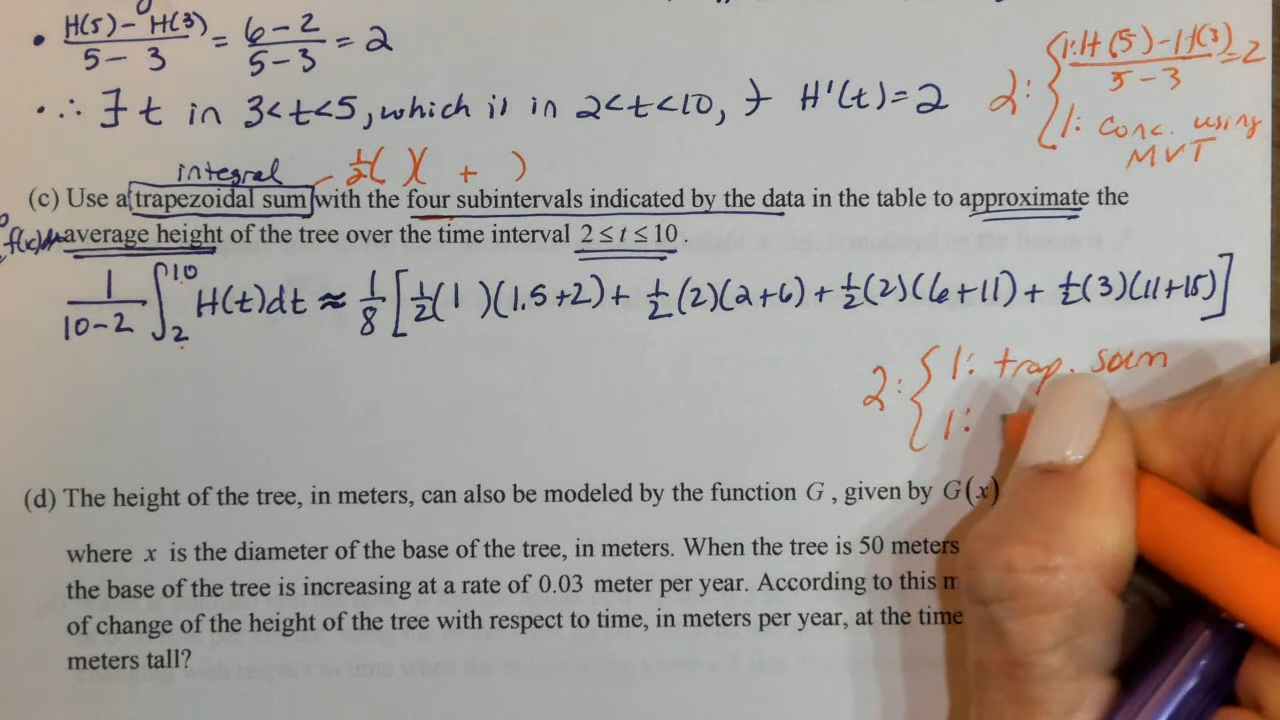 • H(5) - H(3) / 5 - 3 = 6 - 2 / 5 - 3 = 2
• ∴ ∃ t in 3<t<5, which is in 2<t<10, ∋ H'(t) = 2
2: { 1: H(5) - H(3) / 5 - 3 = 2
1: conc. using MVT
integral - ½( )( + )
(c) Use a trapezoidal sum with the four subintervals indicated by the data in the table to approximate the
f(x)
average height of the tree over the time interval 2 ≤ t ≤ 10.
1/10-2 ∫₂¹⁰ H(t)dt ≈ 1/8 [½(1)(1.5+2) + ½(2)(2+6) + ½(2)(6+11) + ½(3)(11+15)]
2: { 1: trap. sum
1:
(d) The height of the tree, in meters, can also be modeled by the function G, given by G(x)
where x is the diameter of the base of the tree, in meters. When the tree is 50 meters
the base of the tree is increasing at a rate of 0.03 meter per year. According to this
of change of the height of the tree with respect to time, in meters per year, at the time
meters tall?